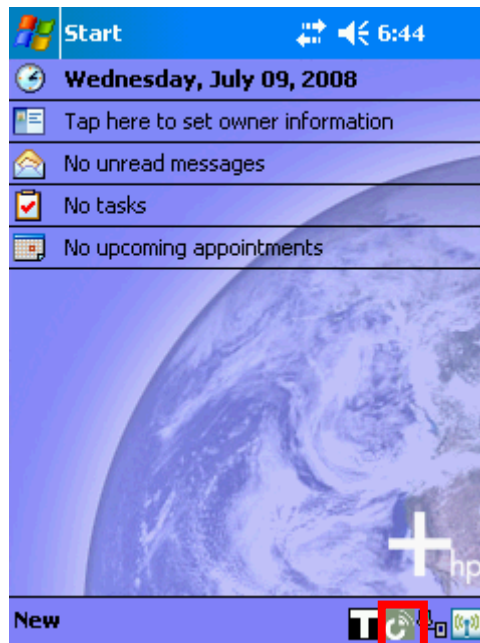 Start 6:44
Wednesday, July 09, 2008
Tap here to set owner information
No unread messages
No tasks
No upcoming appointments
hp
New T